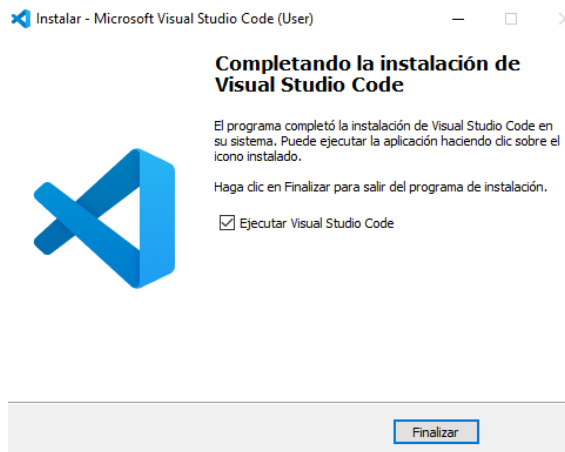 Instalar - Microsoft Visual Studio Code (User)
Completando la instalación de
Visual Studio Code
El programa completó la instalación de Visual Studio Code en
su sistema. Puede ejecutar la aplicación haciendo clic sobre el
icono instalado.
Haga clic en Finalizar para salir del programa de instalación.
Ejecutar Visual Studio Code
Finalizar